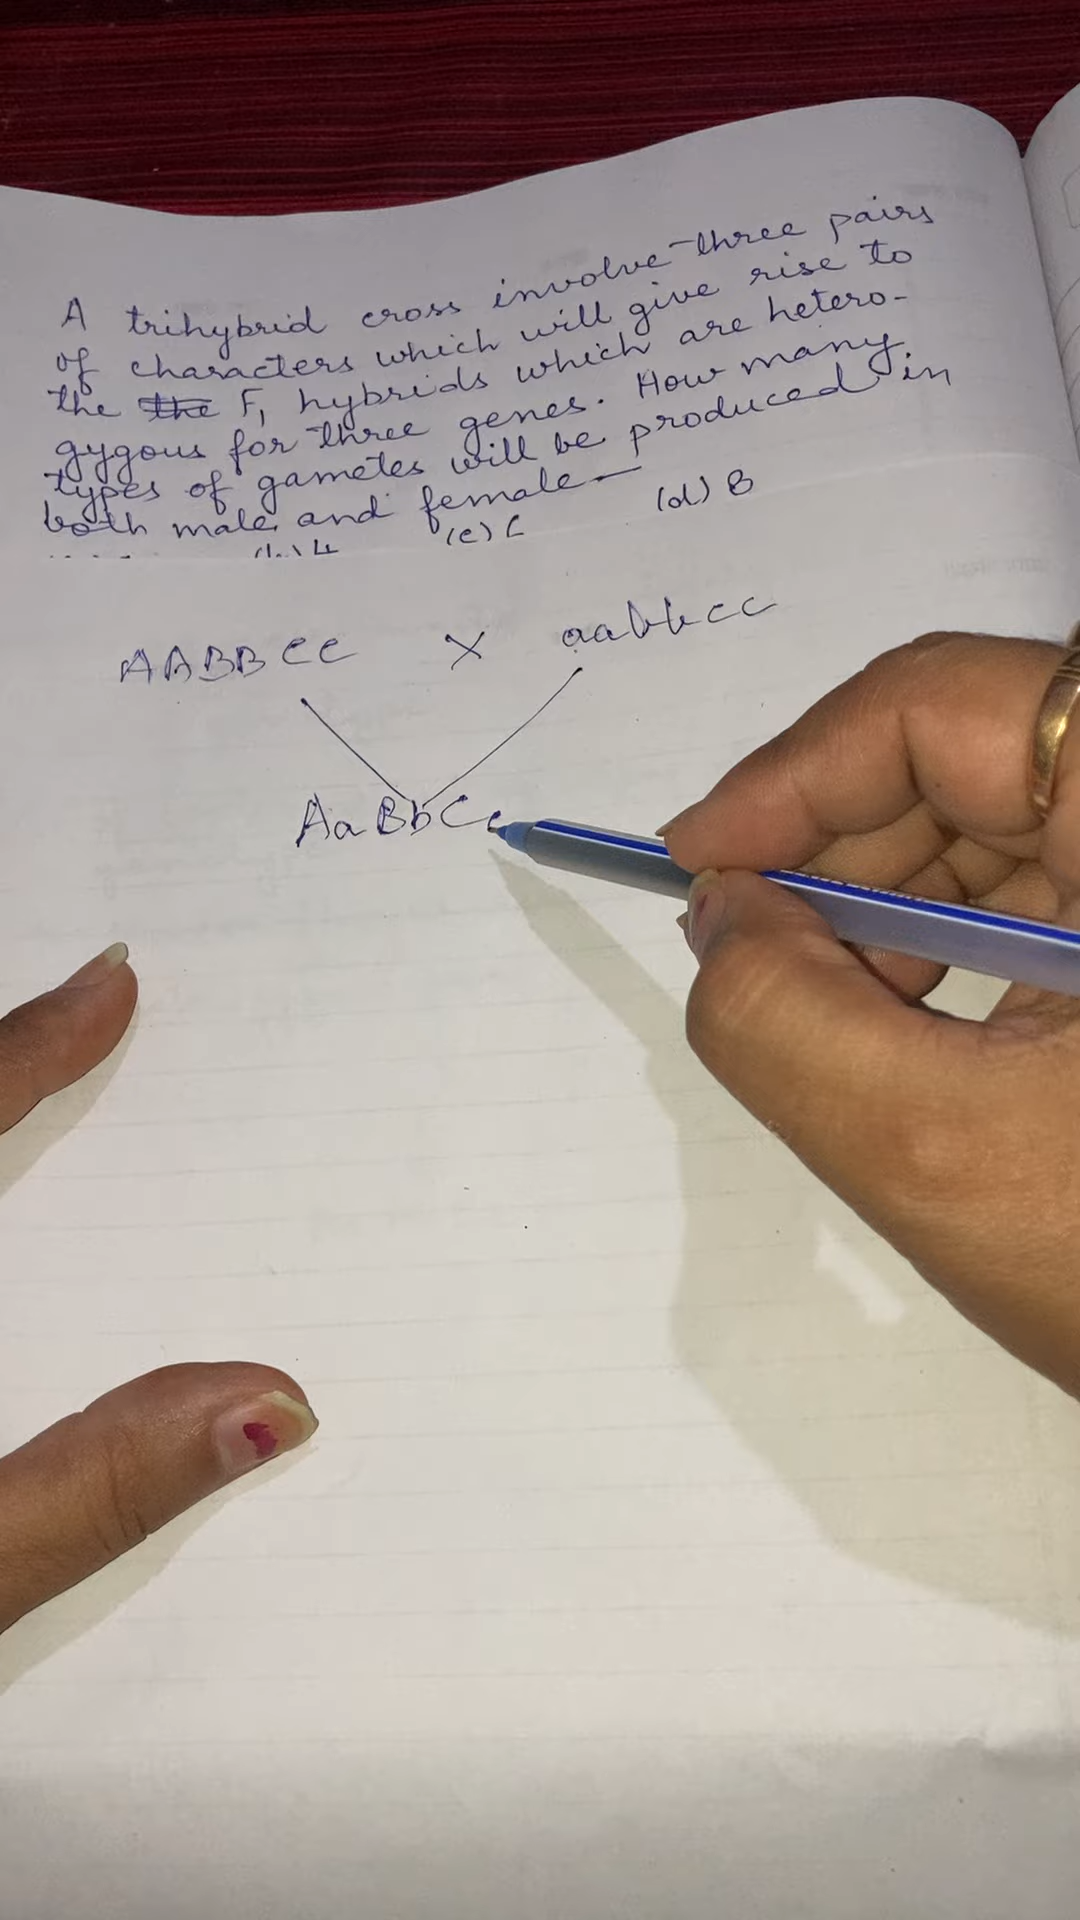 A trihybrid cross involve three pairs
of characters which will give rise to
the the F1 hybrids which are hetero-
gygous for three genes. How many
types of gametes will be produced in
both male and female—
(d) 8
AABBCC X aabbcc
AaBbCc